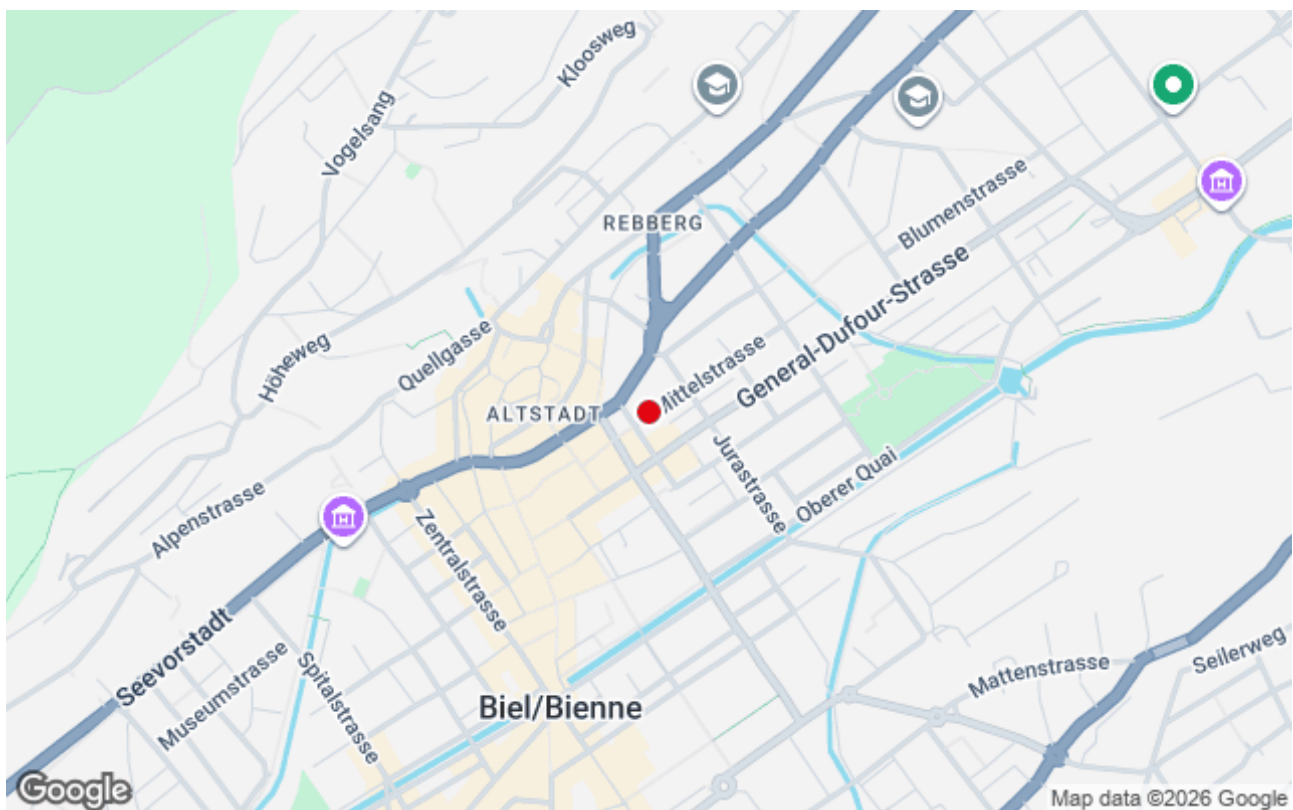 Kloosweg
Vogelsang
REBBERG
Blumenstrasse
General-Dufour-Strasse
Höheweg
Quellgasse
Mittelstrasse
ALTSTADT
Jurastrasse
Oberer Quai
Alpenstrasse
Zentralstrasse
Seevorstadt
Museumstrasse
Spitalstrasse
Mattenstrasse
Seilerweg
Biel/Bienne
Google
Map data ©2026 Google